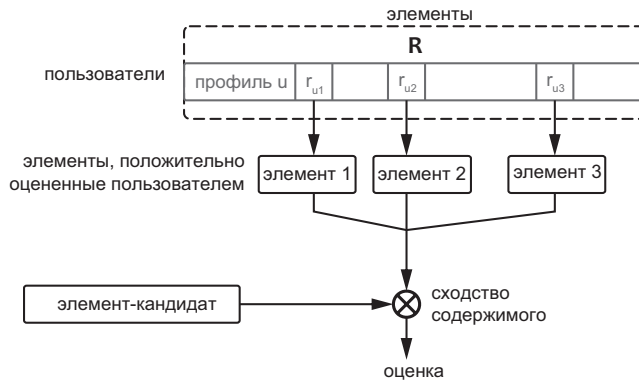 элементы
R
пользователи
профиль u r_u1 r_u2 r_u3
элементы, положительно
оцененные пользователем
элемент 1 элемент 2 элемент 3
элемент-кандидат
сходство
содержимого
оценка